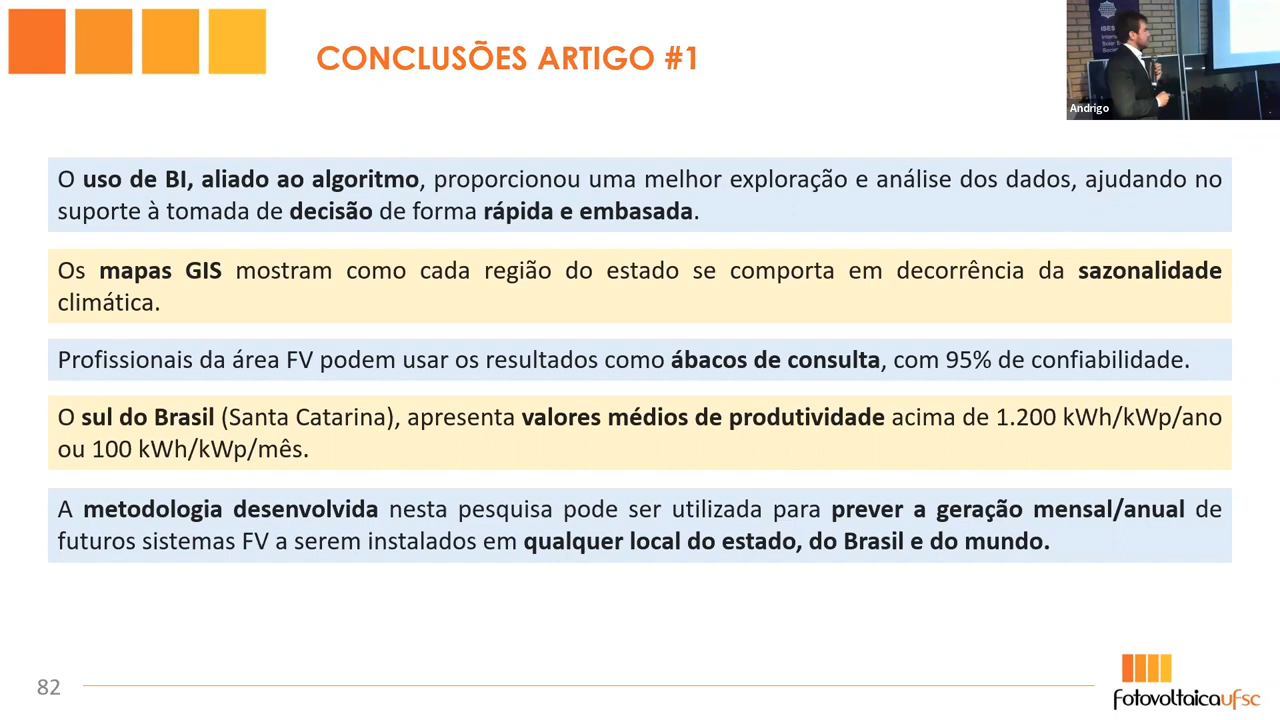 CONCLUSÕES ARTIGO #1
ISES
Andrigo
O uso de BI, aliado ao algoritmo, proporcionou uma melhor exploração e análise dos dados, ajudando no
suporte à tomada de decisão de forma rápida e embasada.
Os mapas GIS mostram como cada região do estado se comporta em decorrência da sazonalidade
climática.
Profissionais da área FV podem usar os resultados como ábacos de consulta, com 95% de confiabilidade.
O sul do Brasil (Santa Catarina), apresenta valores médios de produtividade acima de 1.200 kWh/kWp/ano
ou 100 kWh/kWp/mês.
A metodologia desenvolvida nesta pesquisa pode ser utilizada para prever a geração mensal/anual de
futuros sistemas FV a serem instalados em qualquer local do estado, do Brasil e do mundo.
82
fotovoltaicaufsc